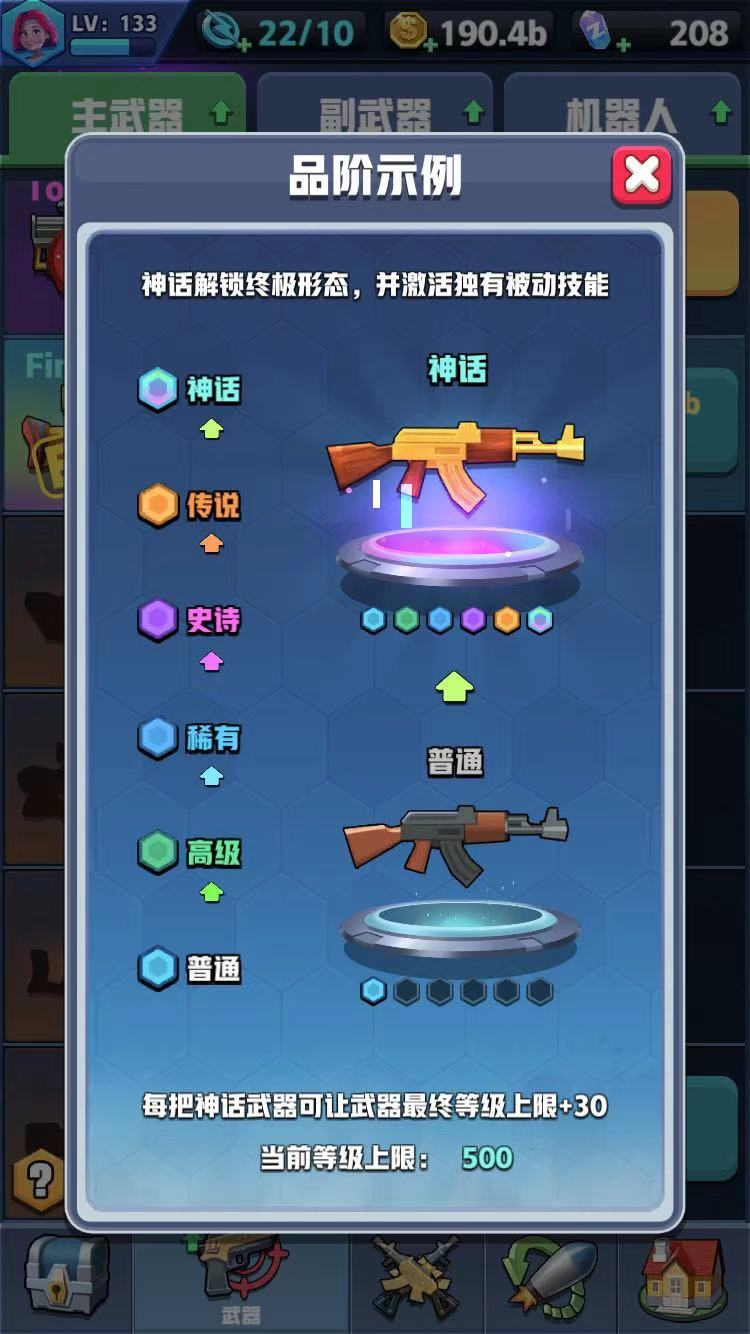 LV: 133
22/10
190.4b
208
主武器
副武器
机器人
品阶示例
神话解锁终极形态，并激活独有被动技能
神话
传说
史诗
稀有
高级
普通
神话
普通
每把神话武器可让武器最终等级上限+30
当前等级上限： 500
10
Fir
b
?
武器